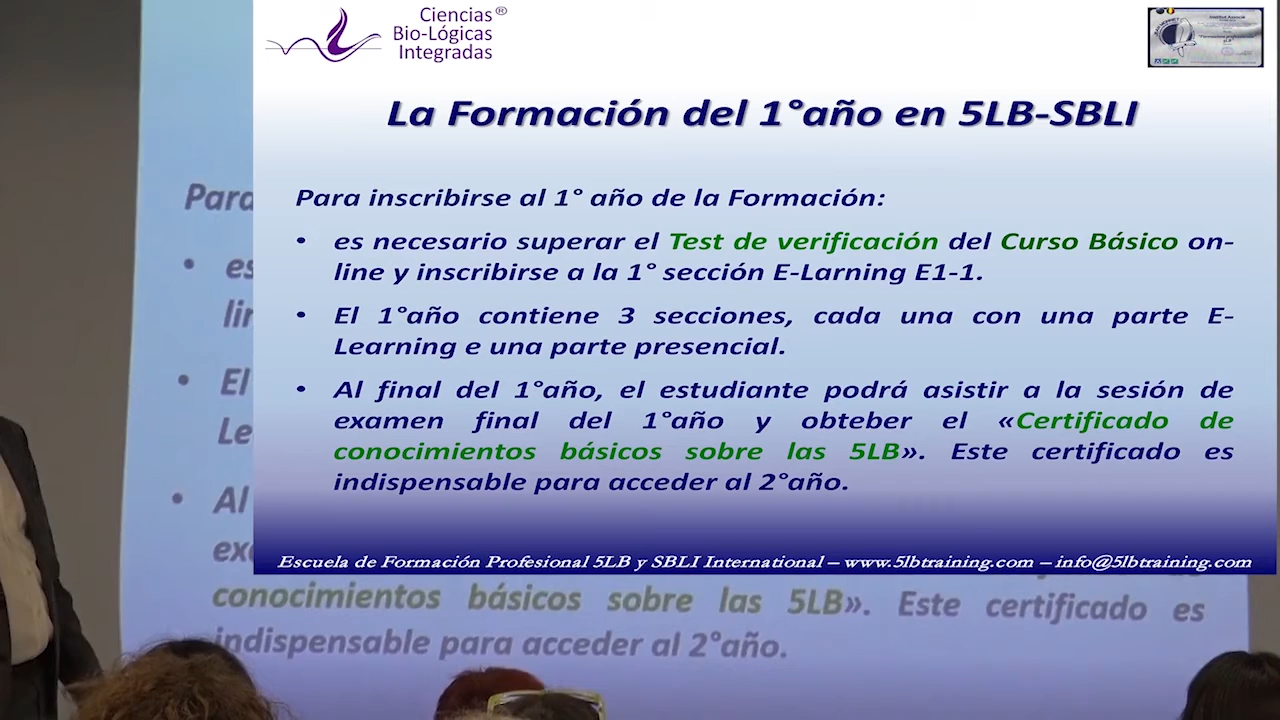 Ciencias ®
Bio-Lógicas
Integradas
La Formación del 1°año en 5LB-SBLI
Para inscribirse al 1° año de la Formación:
• es necesario superar el Test de verificación del Curso Básico on-
line y inscribirse a la 1° sección E-Larning E1-1.
• El 1°año contiene 3 secciones, cada una con una parte E-
Learning e una parte presencial.
• Al final del 1°año, el estudiante podrá asistir a la sesión de
examen final del 1°año y obteber el «Certificado de
conocimientos básicos sobre las 5LB». Este certificado es
indispensable para acceder al 2°año.
Escuela de Formación Profesional 5LB y SBLI International – www.5lbtraining.com – info@5lbtraining.com
Para
• es
lin
• El
Le
• Al
exa
conocimientos básicos sobre las 5LB». Este certificado es
indispensable para acceder al 2°año.